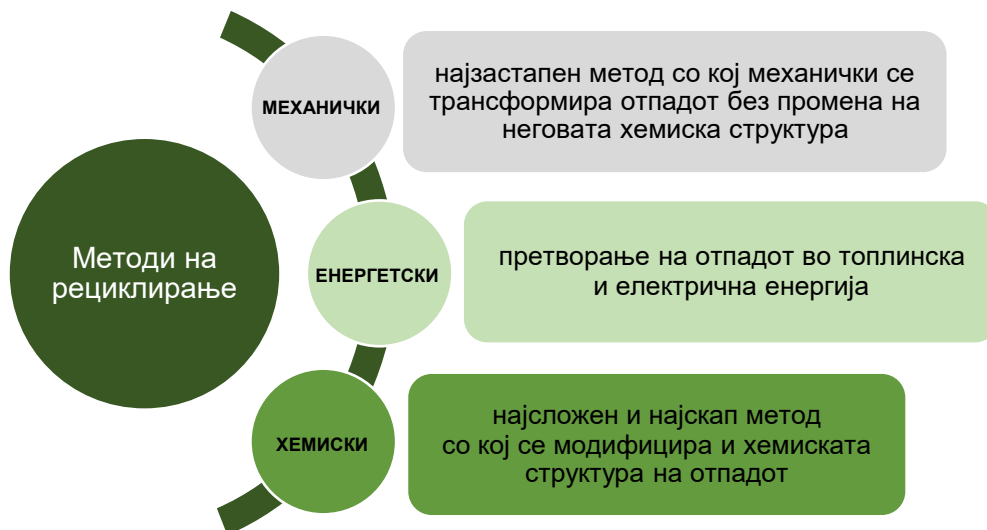 Методи на
рециклирање
МЕХАНИЧКИ
најзастапен метод со кој механички се
трансформира отпадот без промена на
неговата хемиска структура
ЕНЕРГЕТСКИ
претворање на отпадот во топлинска
и електрична енергија
ХЕМИСКИ
најсложен и најскап метод
со кој се модифицира и хемиската
структура на отпадот